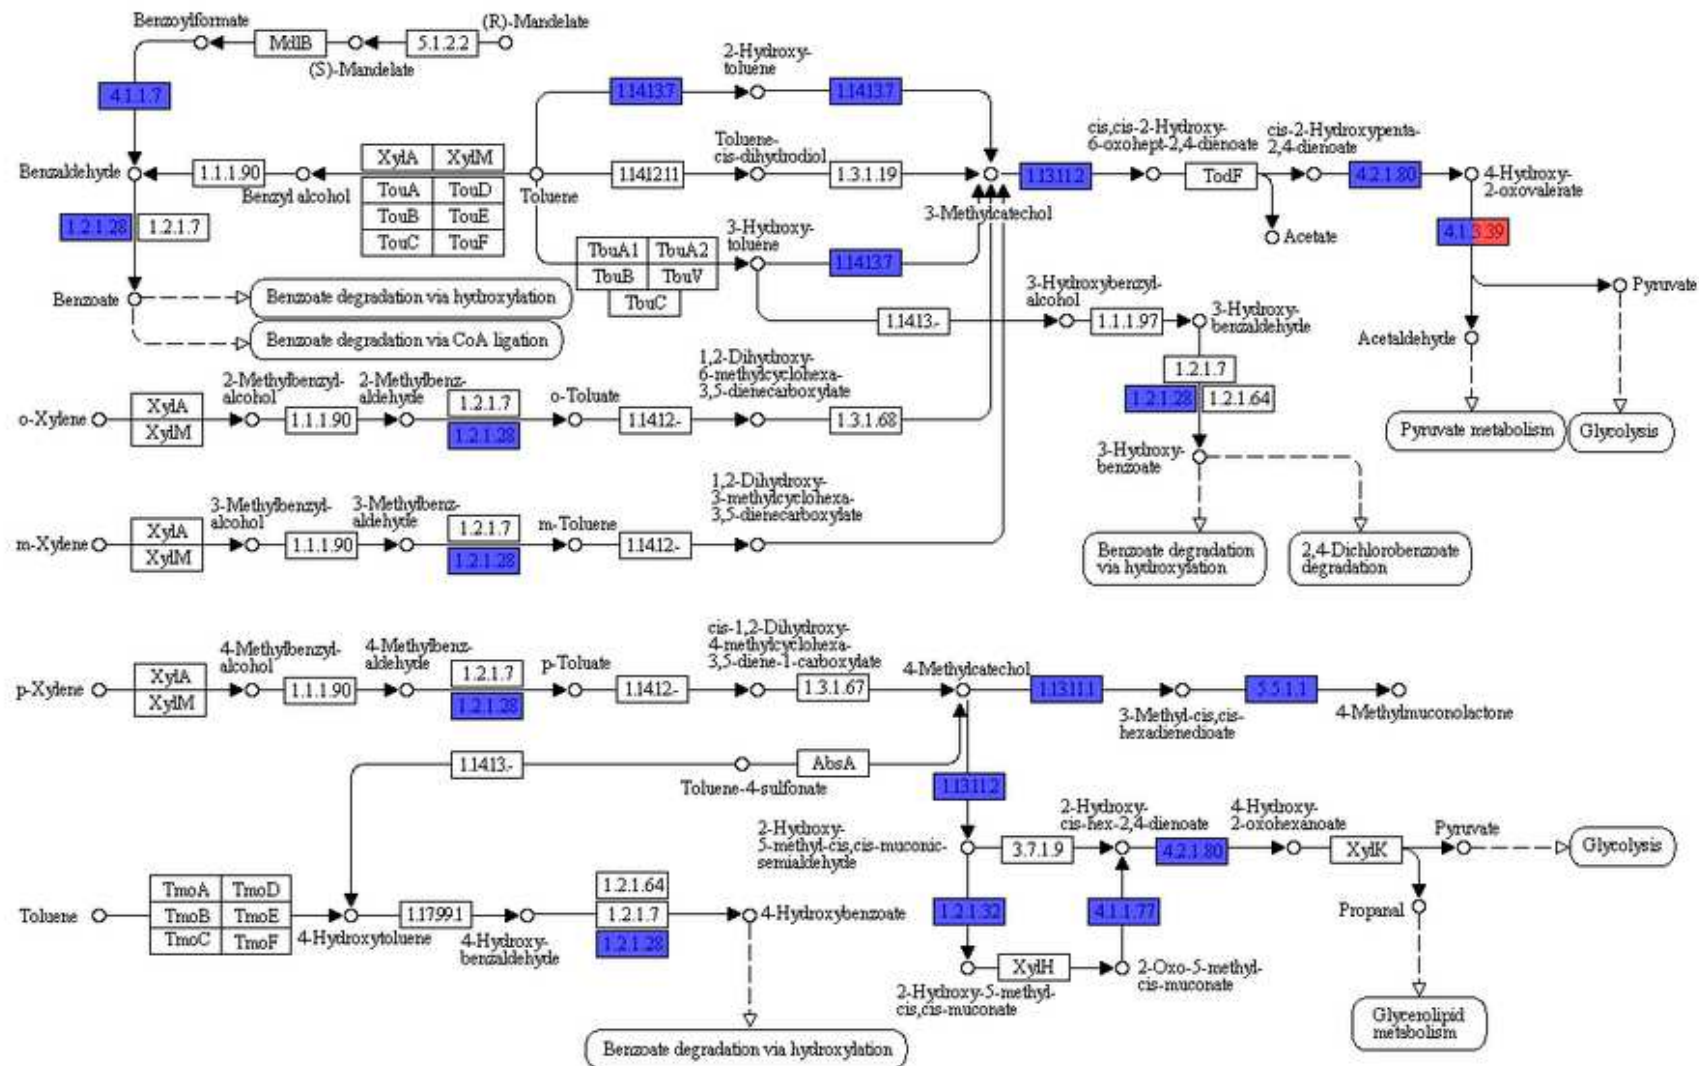 Benzoylformate
(R)-Mandelate
MdlB
5.1.2.2
(S)-Mandelate
2-Hydroxy-
toluene
4.1.1.7
1.14.13.7
1.14.13.7
cis,cis-2-Hydroxy-
6-oxohept-2,4-dienoate
cis-2-Hydroxypenta-
2,4-dienoate
Toluene-
cis-dihydrodiol
XylA
XylM
Benzaldehyde
1.1.1.90
Benzyl alcohol
TouA
TouD
TouB
TouE
TouC
TouF
Toluene
1.14.12.11
1.3.1.19
3-Methylcatechol
1.13.11.2
TodF
4.2.1.80
4-Hydroxy-
2-oxovalerate
Acetate
4.1.3.39
1.2.1.28
1.2.1.7
3-Hydroxy-
toluene
TbuA1
TbuA2
TbuB
TbuV
TbuC
1.14.13.7
Benzoate
Benzoate degradation via hydroxylation
Benzoate degradation via CoA ligation
3-Hydroxybenzyl-
alcohol
1.14.13.-
1.1.1.97
3-Hydroxy-
benzaldehyde
Pyruvate
Acetaldehyde
1.2.1.7
1.2.1.28
1.2.1.64
Pyruvate metabolism
Glycolysis
3-Hydroxy-
benzoate
Benzoate degradation
via hydroxylation
2,4-Dichlorobenzoate
degradation
o-Xylene
XylA
XylM
2-Methylbenzyl-
alcohol
1.1.1.90
2-Methylbenz-
aldehyde
1.2.1.7
1.2.1.28
o-Toluate
1.14.12.-
1,2-Dihydroxy-
6-methylcyclohexa-
3,5-dienecarboxylate
1.3.1.68
m-Xylene
XylA
XylM
3-Methylbenzyl-
alcohol
1.1.1.90
3-Methylbenz-
aldehyde
1.2.1.7
1.2.1.28
m-Toluene
1.14.12.-
1,2-Dihydroxy-
3-methylcyclohexa-
3,5-dienecarboxylate
p-Xylene
XylA
XylM
4-Methylbenzyl-
alcohol
1.1.1.90
4-Methylbenz-
aldehyde
1.2.1.7
1.2.1.28
p-Toluate
1.14.12.-
cis-1,2-Dihydroxy-
4-methylcyclohexa-
3,5-diene-1-carboxylate
1.3.1.67
4-Methylcatechol
1.13.11.1
3-Methyl-cis,cis-
hexadienedioate
5.5.1.1
4-Methylmuconolactone
1.14.13.-
Toluene-4-sulfonate
AbsA
1.13.11.2
2-Hydroxy-
5-methyl-cis,cis-muconic-
semialdehyde
3.7.1.9
2-Hydroxy-
cis-hex-2,4-dienoate
4.2.1.80
4-Hydroxy-
2-oxohexanoate
XylK
Pyruvate
Glycolysis
Propanal
Glycerolipid
metabolism
1.2.1.32
4.1.1.77
2-Hydroxy-5-methyl-
cis,cis-muconate
XylH
2-Oxo-5-methyl-
cis-muconate
Toluene
TmoA
TmoD
TmoB
TmoE
TmoC
TmoF
4-Hydroxytoluene
1.17.99.1
4-Hydroxy-
benzaldehyde
1.2.1.64
1.2.1.7
1.2.1.28
4-Hydroxybenzoate
Benzoate degradation via hydroxylation